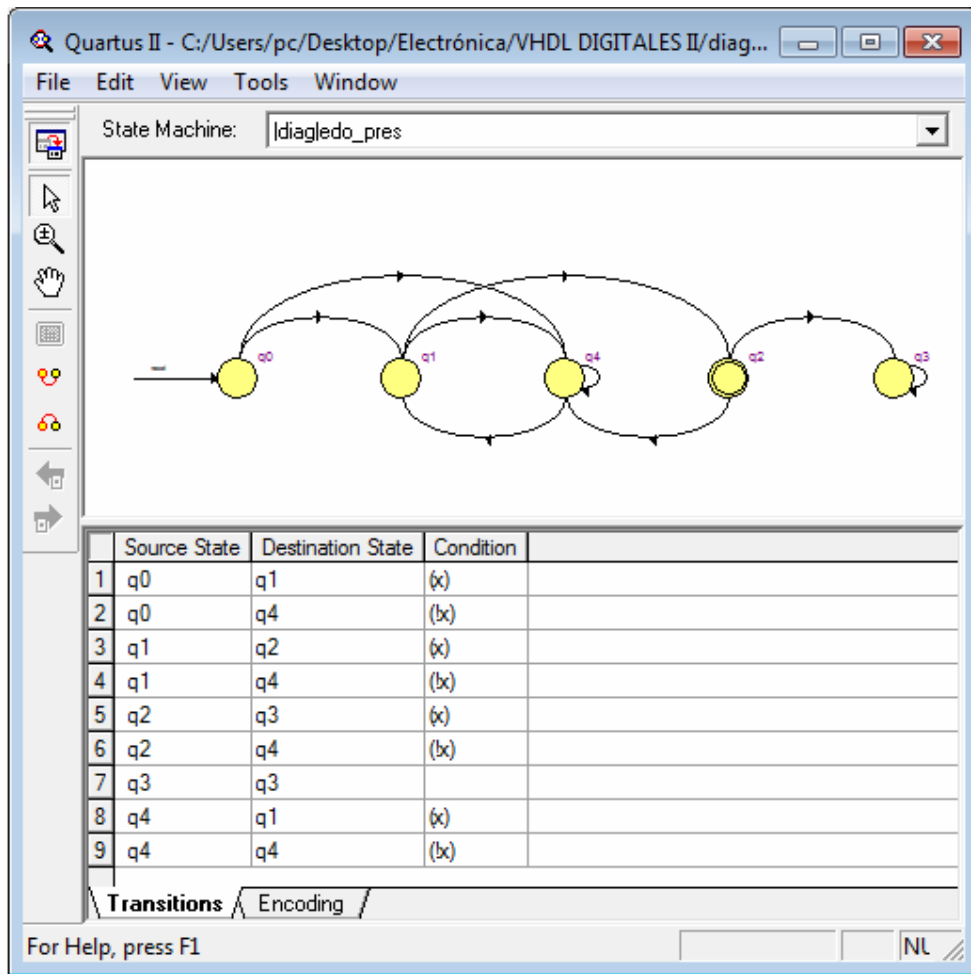 Quartus II - C:/Users/pc/Desktop/Electrónica/VHDL DIGITALES II/diag...
File Edit View Tools Window
State Machine: |diag|edo_pres
q0 q1 q4 q2 q3
Source State Destination State Condition
1 q0 q1 (x)
2 q0 q4 (!x)
3 q1 q2 (x)
4 q1 q4 (!x)
5 q2 q3 (x)
6 q2 q4 (!x)
7 q3 q3
8 q4 q1 (x)
9 q4 q4 (!x)
Transitions Encoding
For Help, press F1 NU